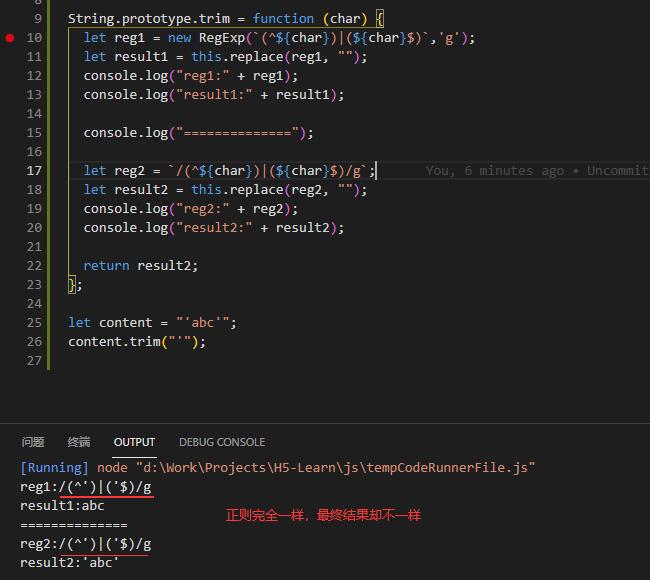 8
9 String.prototype.trim = function (char) {
10 let reg1 = new RegExp(`(^${char})|(${char}$)`,'g');
11 let result1 = this.replace(reg1, "");
12 console.log("reg1:" + reg1);
13 console.log("result1:" + result1);
14
15 console.log("==============");
16
17 let reg2 = `/(^${char})|(${char}$)/g`; You, 6 minutes ago • Uncommit
18 let result2 = this.replace(reg2, "");
19 console.log("reg2:" + reg2);
20 console.log("result2:" + result2);
21
22 return result2;
23 };
24
25 let content = "'abc'";
26 content.trim("'");
27
问题 终端 OUTPUT DEBUG CONSOLE
[Running] node "d:\Work\Projects\H5-Learn\js\tempCodeRunnerFile.js"
reg1:/(^')|('$)/g
result1:abc
==============
正则完全一样，最终结果却不一样
reg2:/(^')|('$)/g
result2:'abc'